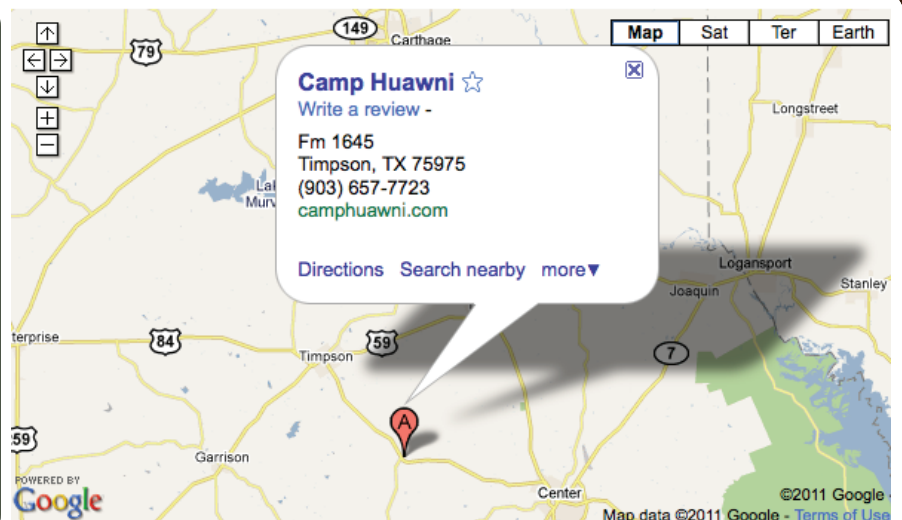 149
Carthage
Map
Sat
Ter
Earth
79
Camp Huawni
Write a review -
Longstreet
Fm 1645
Timpson, TX 75975
(903) 657-7723
camphuawni.com
Directions Search nearby more▼
Logansport
Joaquin
Stanley
terprise
84
59
Timpson
7
A
59
Garrison
POWERED BY
Google
Center
©2011 Google -
Map data ©2011 Google - Terms of Use